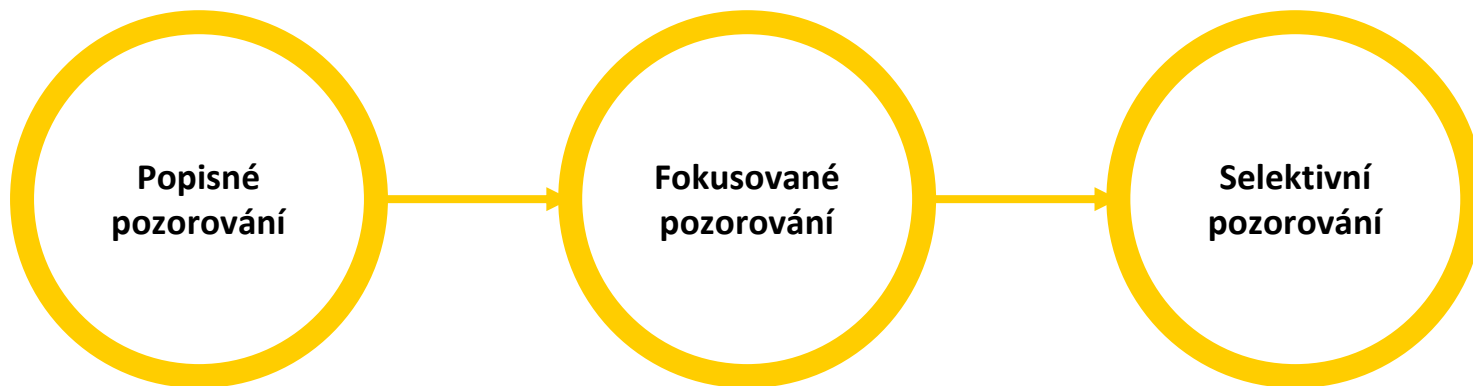 Popisné
pozorování
Fokusované
pozorování
Selektivní
pozorování